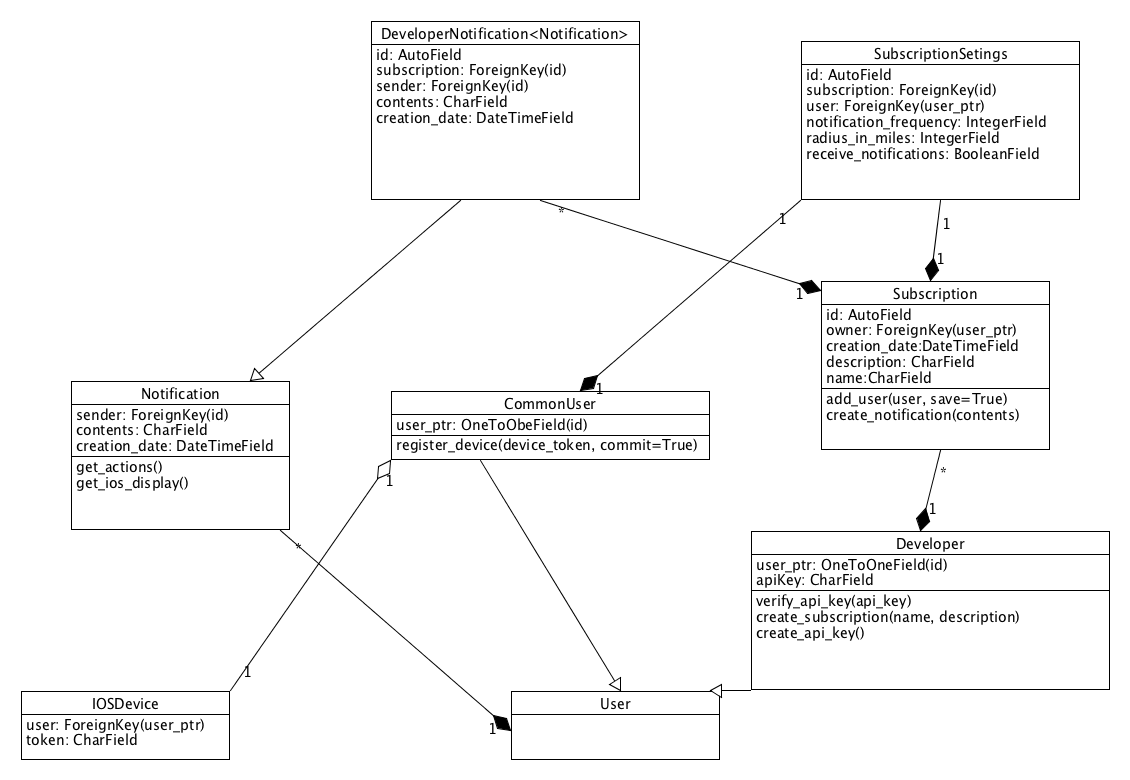 DeveloperNotification<Notification>
id: AutoField
subscription: ForeignKey(id)
sender: ForeignKey(id)
contents: CharField
creation_date: DateTimeField
SubscriptionSetings
id: AutoField
subscription: ForeignKey(id)
user: ForeignKey(user_ptr)
notification_frequency: IntegerField
radius_in_miles: IntegerField
receive_notifications: BooleanField
*
1
1
1
1
1
Subscription
id: AutoField
owner: ForeignKey(user_ptr)
creation_date:DateTimeField
description: CharField
name:CharField
add_user(user, save=True)
create_notification(contents)
Notification
sender: ForeignKey(id)
contents: CharField
creation_date: DateTimeField
get_actions()
get_ios_display()
CommonUser
user_ptr: OneToObeField(id)
register_device(device_token, commit=True)
1
*
1
*
Developer
user_ptr: OneToOneField(id)
apiKey: CharField
verify_api_key(api_key)
create_subscription(name, description)
create_api_key()
1
1
IOSDevice
user: ForeignKey(user_ptr)
token: CharField
User